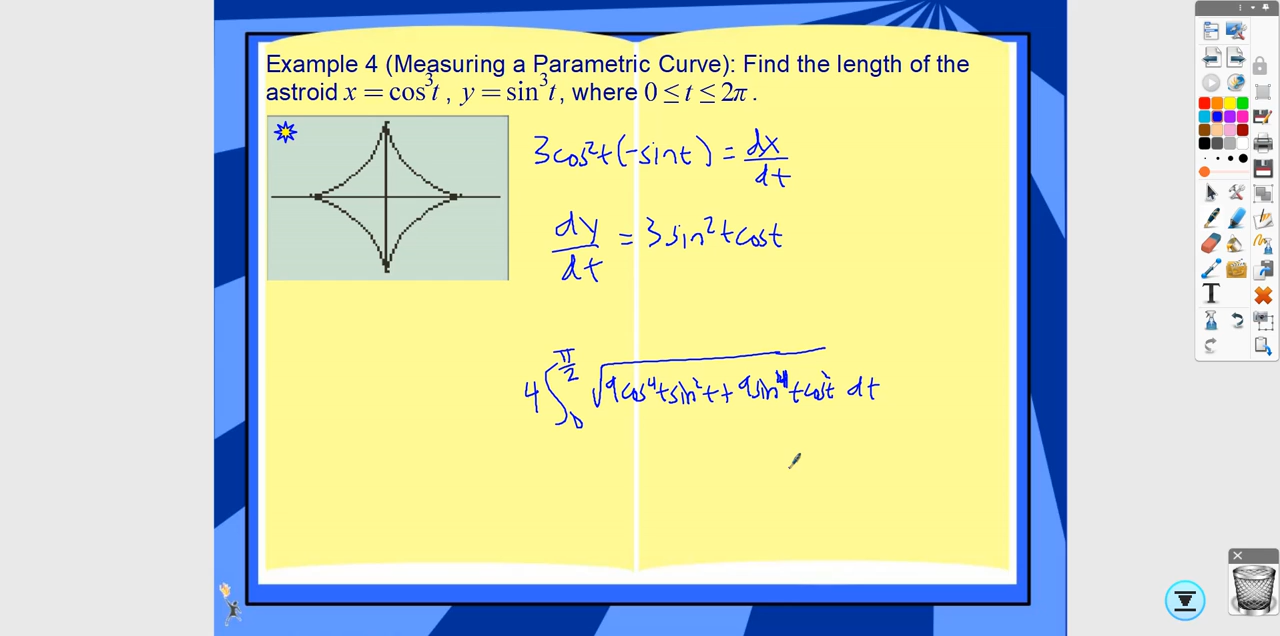 Example 4 (Measuring a Parametric Curve): Find the length of the
astroid x = cos³t , y = sin³t, where 0 ≤ t ≤ 2π .
3cos²t(-sint) = dx/dt
dy/dt = 3sin²tcost
4∫₀^(π/2) √(9cos⁴tsin²t + 9sin⁴tcos²t) dt
T